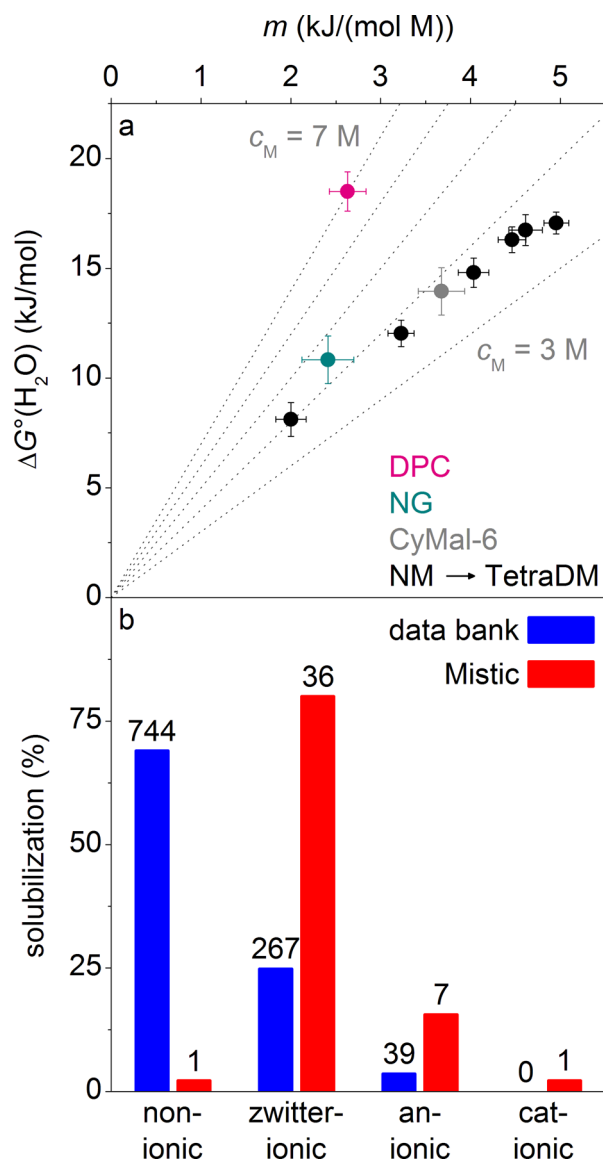 m (kJ/(mol M))
0 1 2 3 4 5
a
c_M = 7 M
20
15
10
5
0
ΔG°(H₂O) (kJ/mol)
c_M = 3 M
DPC
NG
CyMal-6
NM → TetraDM
b
data bank
Mistic
744
1
267
36
39
7
0
1
75
50
25
0
solubilization (%)
non- zwitter- an- cat-
ionic ionic ionic ionic